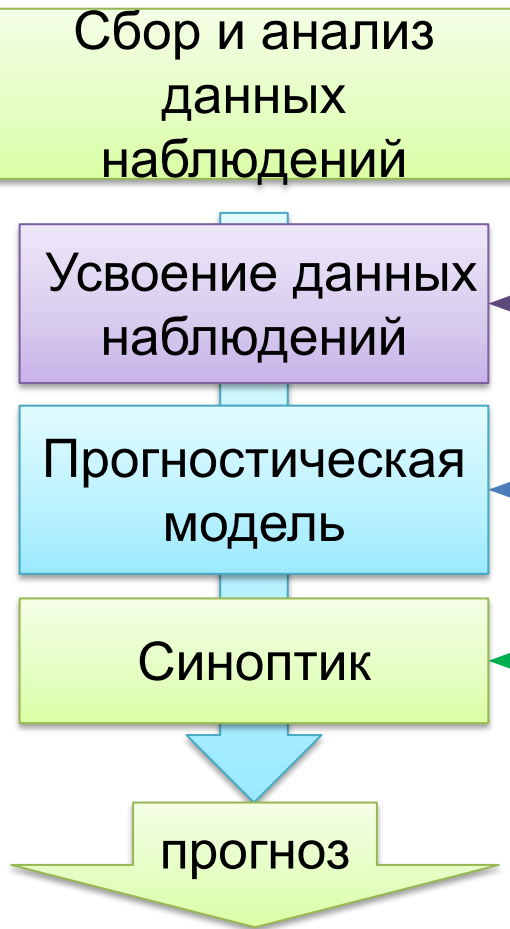 Сбор и анализ
данных
наблюдений
Усвоение данных
наблюдений
Прогностическая
модель
Синоптик
прогноз